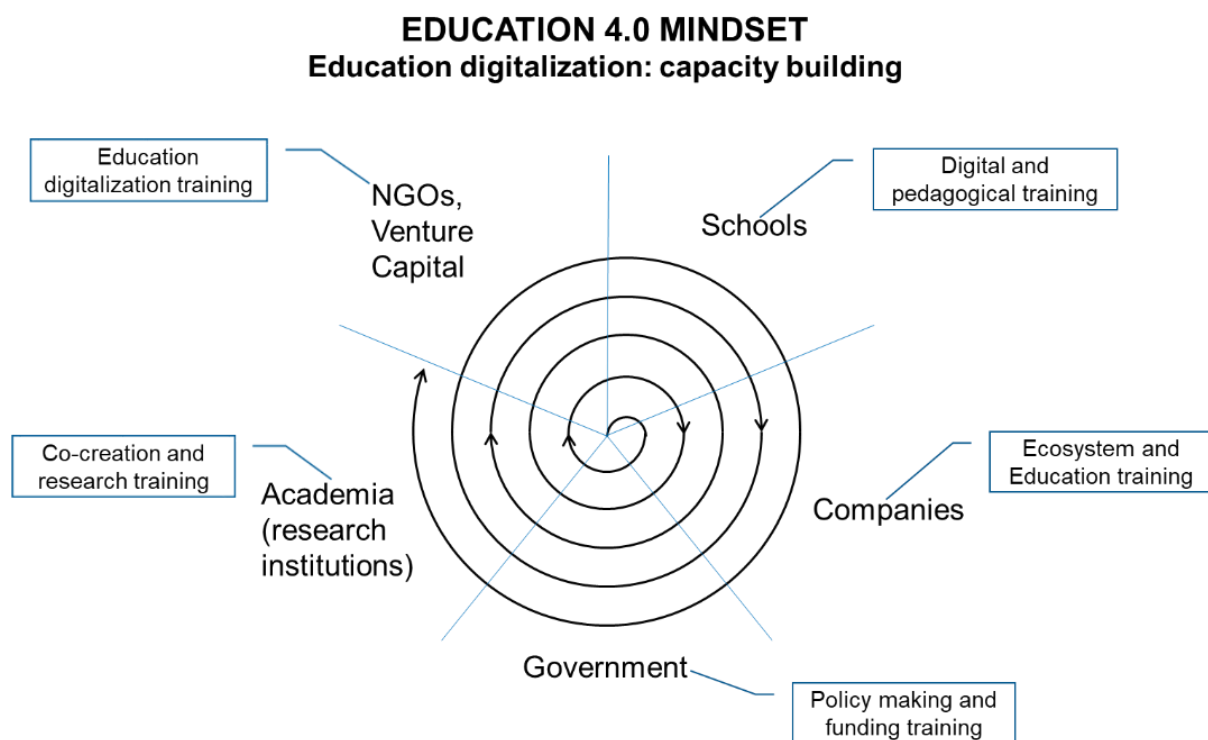 EDUCATION 4.0 MINDSET
Education digitalization: capacity building
Education
digitalization training
NGOs,
Venture
Capital
Schools
Digital and
pedagogical training
Co-creation and
research training
Academia
(research
institutions)
Companies
Ecosystem and
Education training
Government
Policy making and
funding training